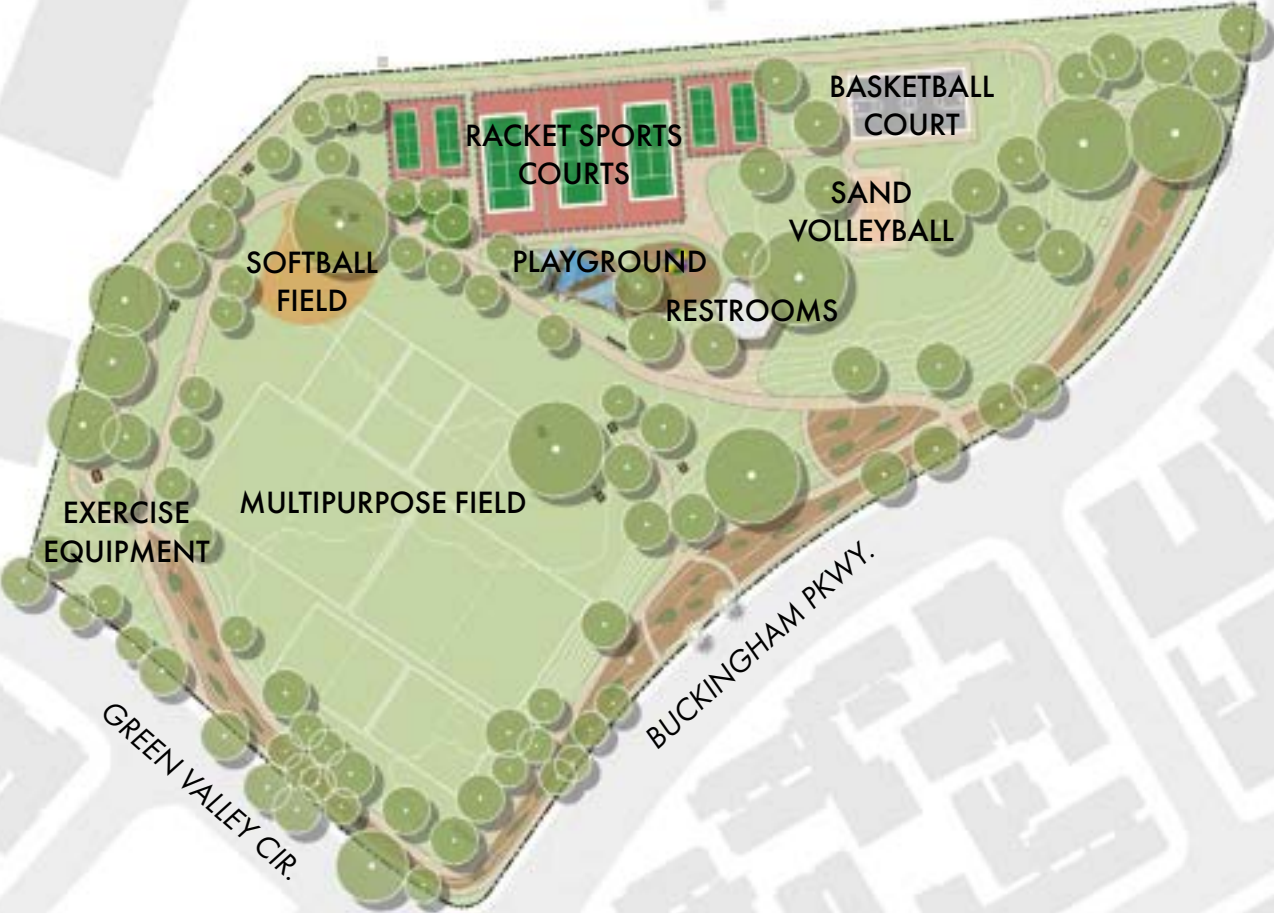 BASKETBALL
COURT
RACKET SPORTS
COURTS
SAND
VOLLEYBALL
SOFTBALL
FIELD
PLAYGROUND
RESTROOMS
EXERCISE
EQUIPMENT
MULTIPURPOSE FIELD
BUCKINGHAM PKWY.
GREEN VALLEY CIR.